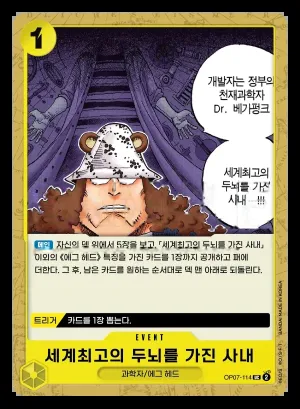 1
개발자는 정부의
천재과학자
Dr. 베가펑크
세계최고의
두뇌를 가진
사내 ―!!!
메인 자신의 덱 위에서 5장을 보고, 「세계최고의 두뇌를 가진 사내」
이외의 《에그 헤드》 특징을 가진 카드를 1장까지 공개하고 패에
더한다. 그 후, 남은 카드를 원하는 순서대로 덱 맨 아래로 되돌린다.
트리거 카드를 1장 뽑는다.
EVENT
세계최고의 두뇌를 가진 사내
과학자/에그 헤드
OP07-114 UC 2